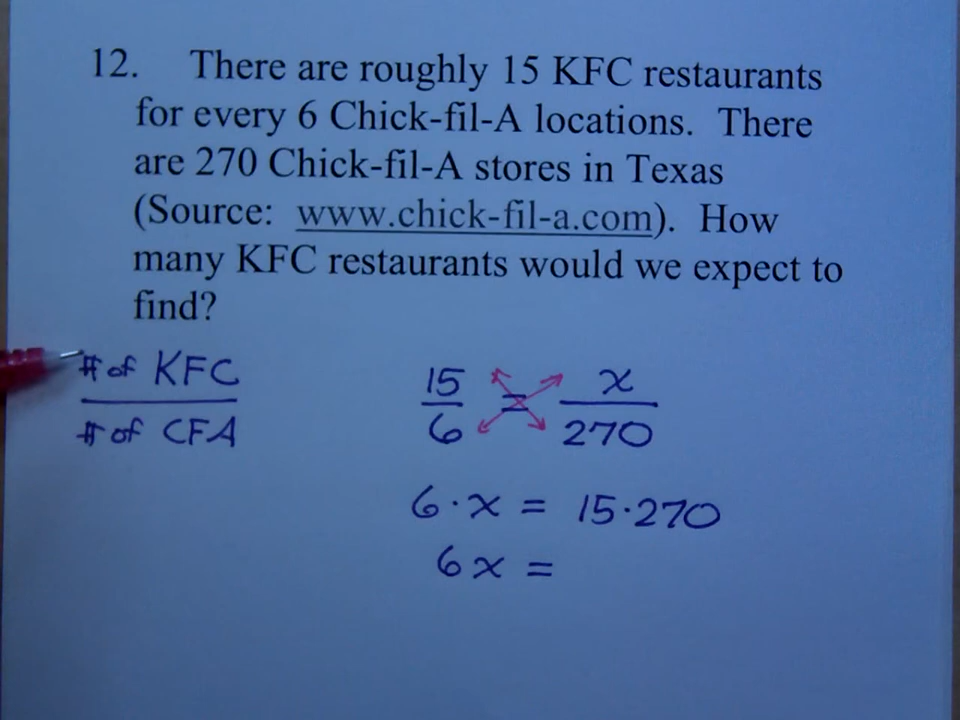 12. There are roughly 15 KFC restaurants
for every 6 Chick-fil-A locations. There
are 270 Chick-fil-A stores in Texas
(Source: www.chick-fil-a.com). How
many KFC restaurants would we expect to
find?
# of KFC
# of CFA
15 = x
6 270
6·x = 15·270
6x =